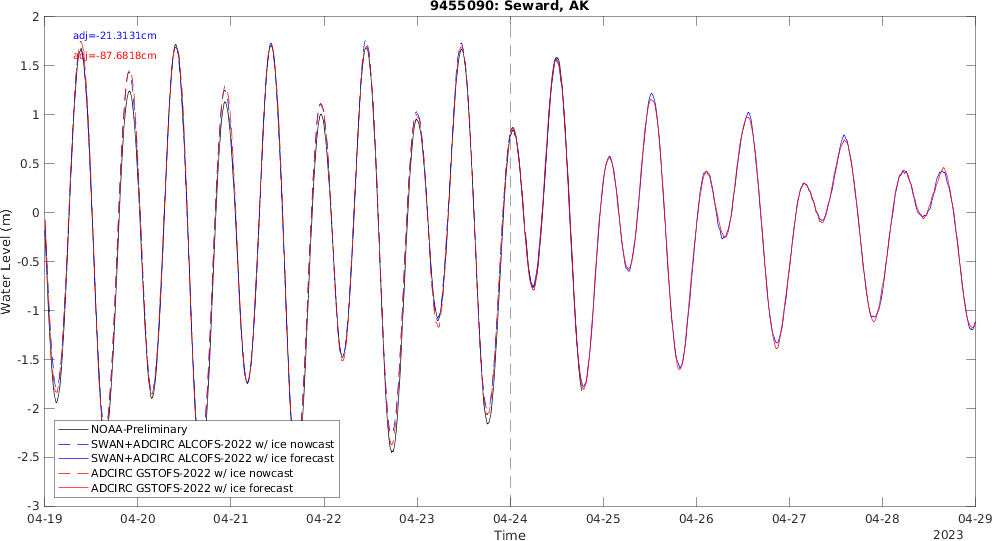 9455090: Seward, AK
adj=-21.3131cm
adj=-87.6818cm
2
1.5
1
0.5
0
-0.5
-1
-1.5
-2
-2.5
-3
Water Level (m)
NOAA-Preliminary
SWAN+ADCIRC ALCOFS-2022 w/ ice nowcast
SWAN+ADCIRC ALCOFS-2022 w/ ice forecast
ADCIRC GSTOFS-2022 w/ ice nowcast
ADCIRC GSTOFS-2022 w/ ice forecast
04-19 04-20 04-21 04-22 04-23 04-24 04-25 04-26 04-27 04-28 04-29
Time
2023